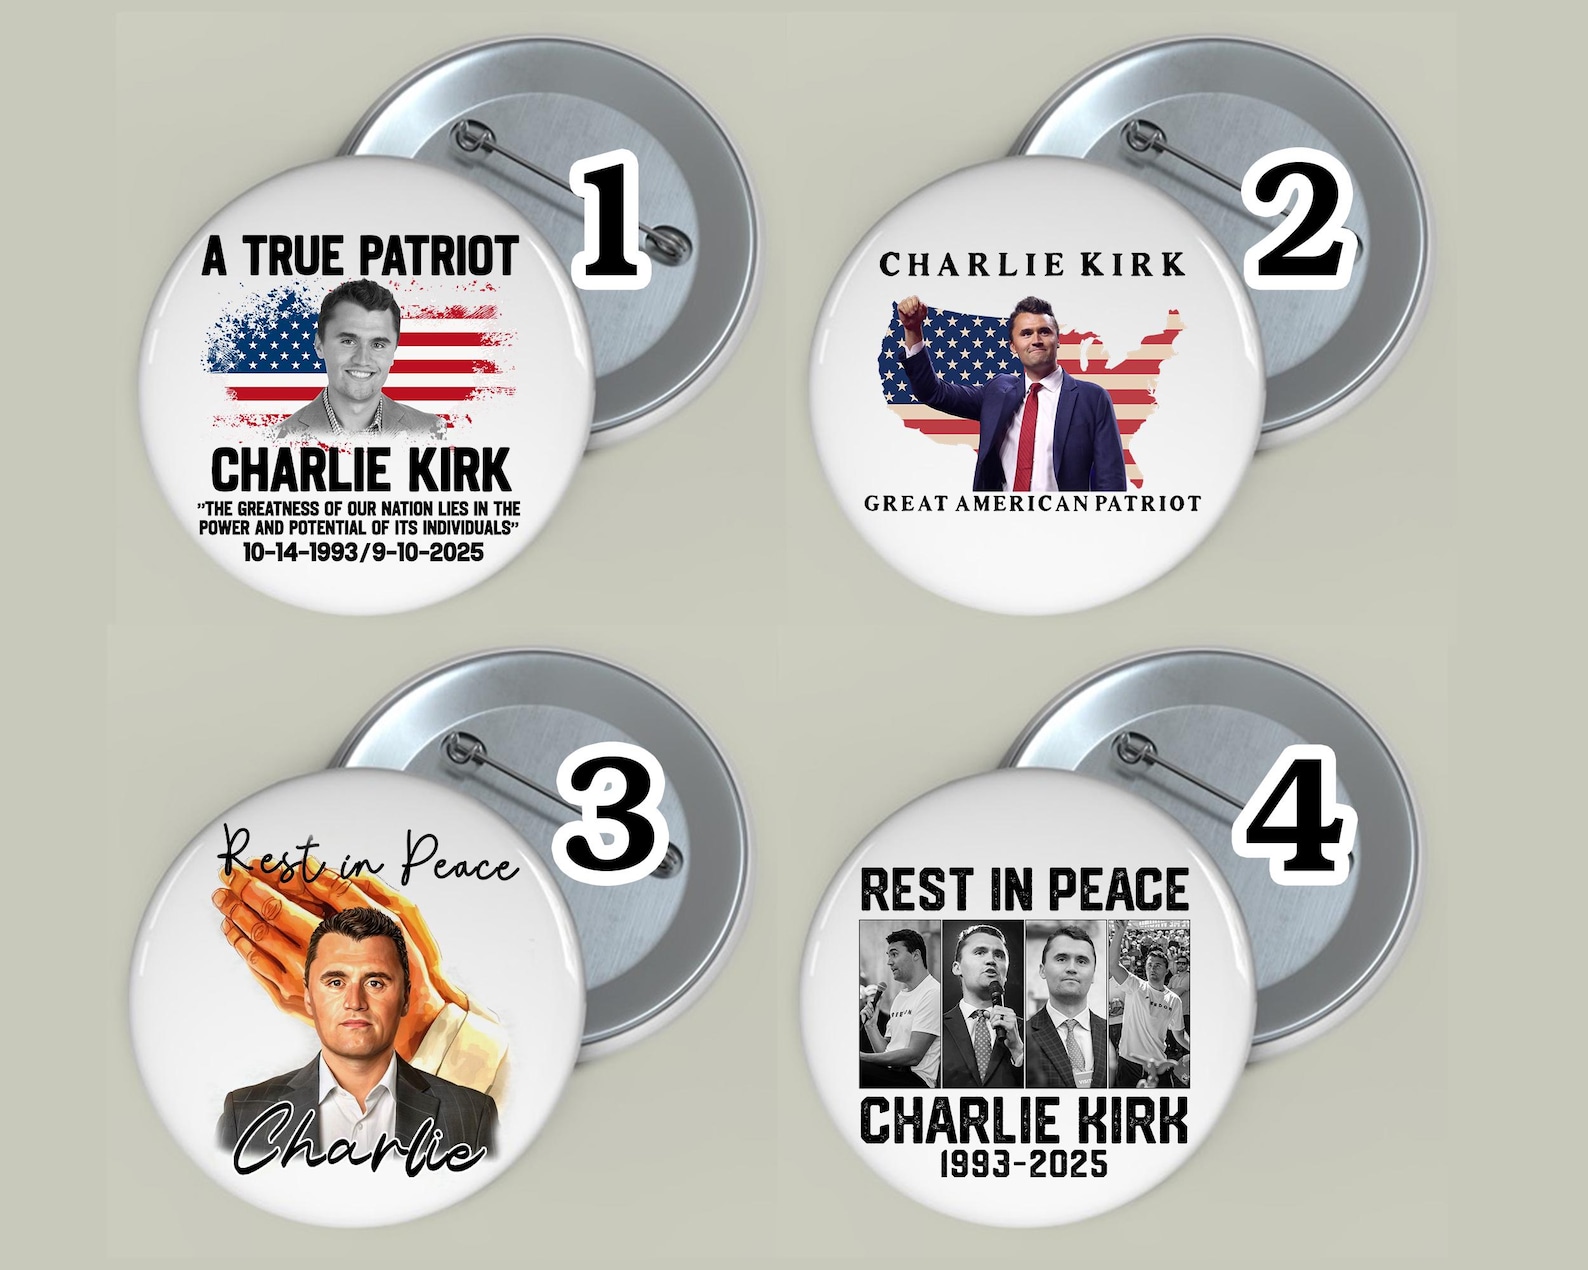 1
A TRUE PATRIOT
CHARLIE KIRK
"THE GREATNESS OF OUR NATION LIES IN THE
POWER AND POTENTIAL OF ITS INDIVIDUALS"
10-14-1993/9-10-2025
2
CHARLIE KIRK
GREAT AMERICAN PATRIOT
3
Rest in Peace
Charlie
4
REST IN PEACE
CHARLIE KIRK
1993-2025